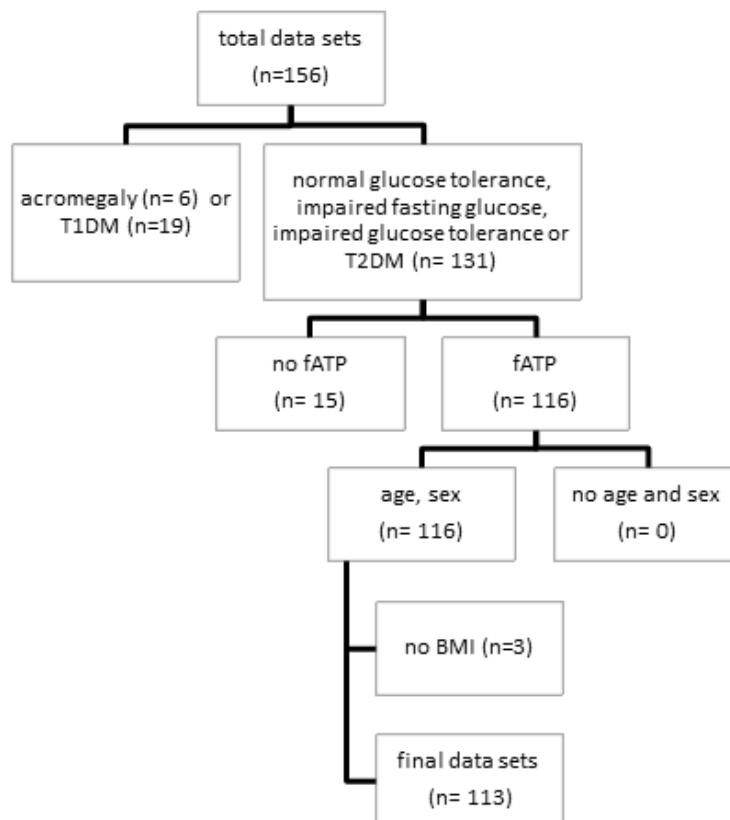 total data sets
(n=156)
acromegaly (n= 6) or
T1DM (n=19)
normal glucose tolerance,
impaired fasting glucose,
impaired glucose tolerance or
T2DM (n= 131)
no fATP
(n= 15)
fATP
(n= 116)
age, sex
(n= 116)
no age and sex
(n= 0)
no BMI (n=3)
final data sets
(n= 113)